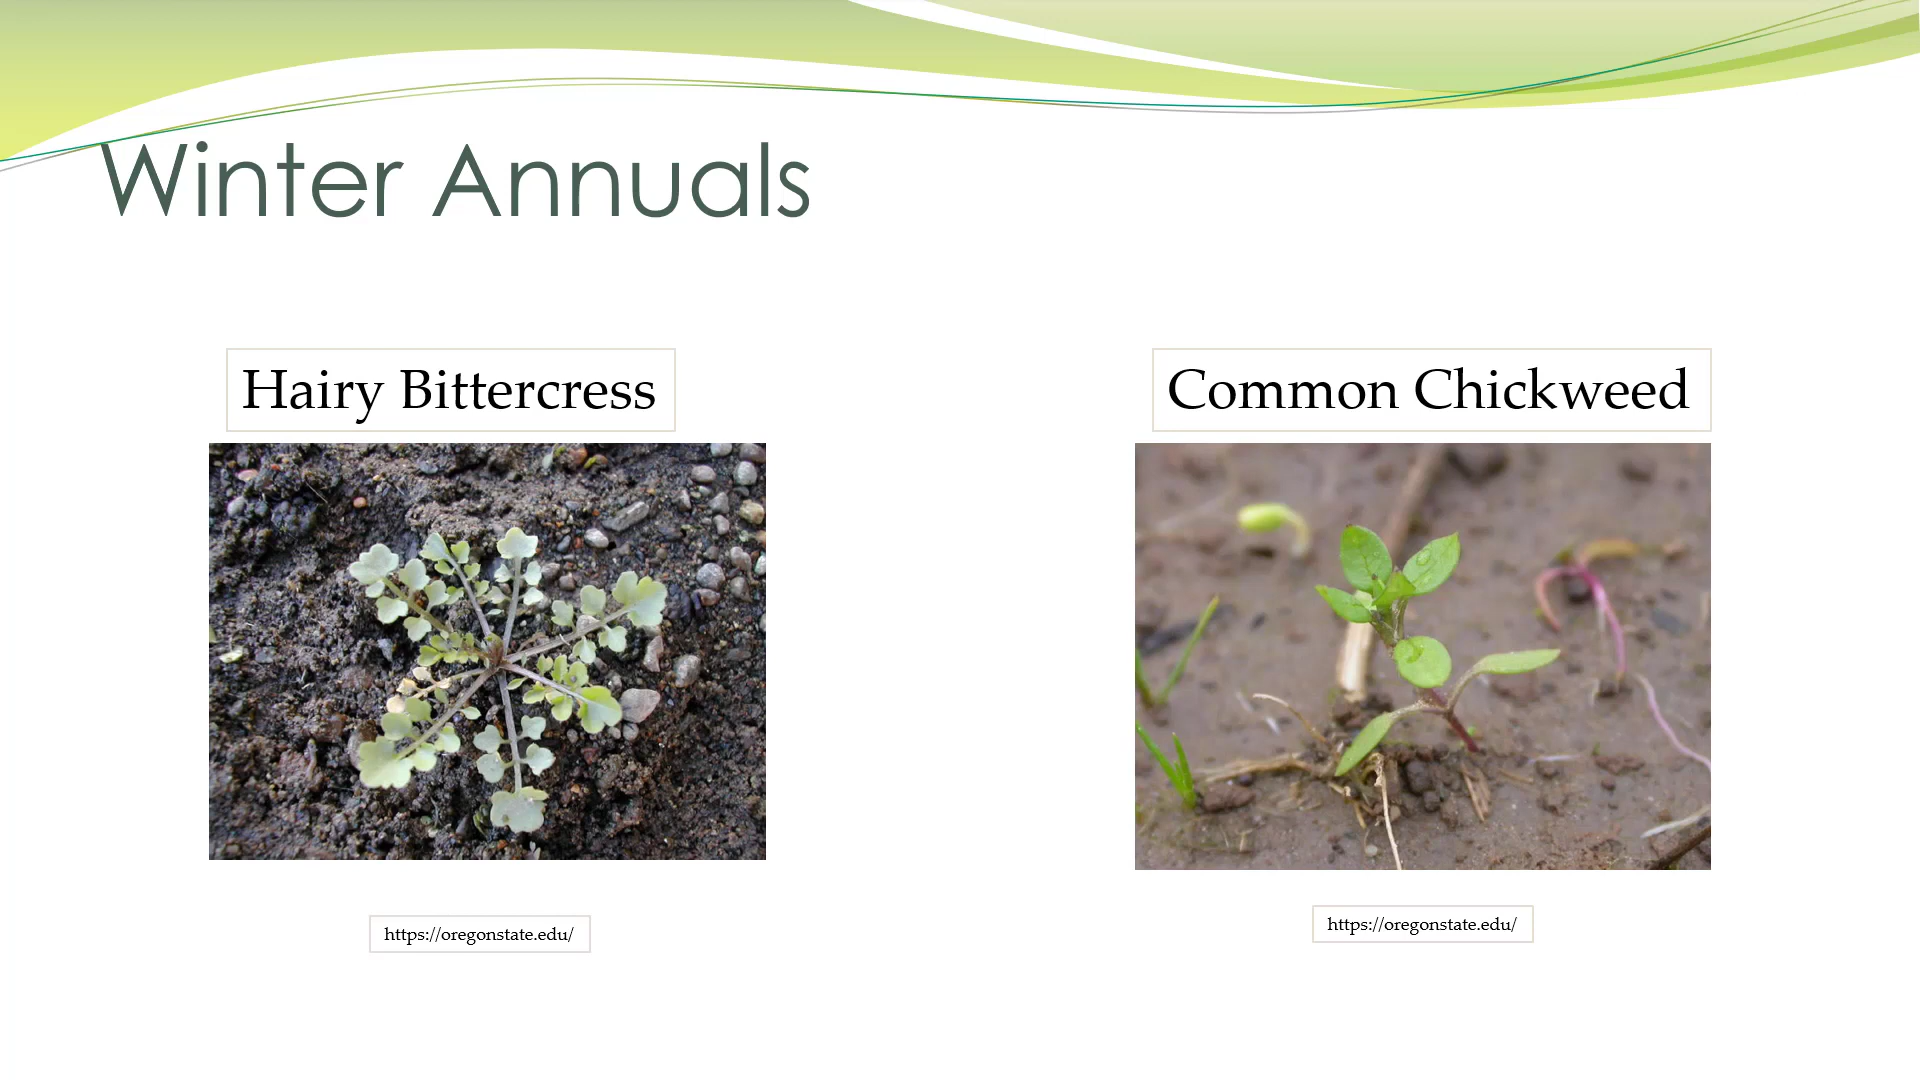 Winter Annuals
Hairy Bittercress
Common Chickweed
https://oregonstate.edu/
https://oregonstate.edu/